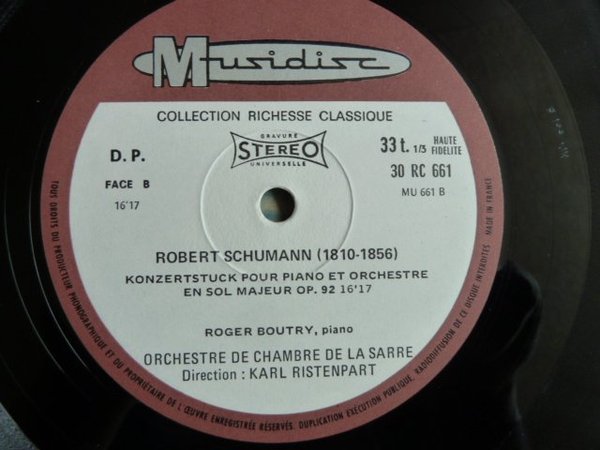 Musidisc
COLLECTION RICHESSE CLASSIQUE
GRAVURE
STEREO
UNIVERSELLE
D. P.
FACE B
16'17
33 t. 1/3 HAUTE FIDELITE
30 RC 661
MU 661 B
ROBERT SCHUMANN (1810-1856)
KONZERTSTUCK POUR PIANO ET ORCHESTRE
EN SOL MAJEUR OP. 92 16'17
ROGER BOUTRY, piano
ORCHESTRE DE CHAMBRE DE LA SARRE
Direction : KARL RISTENPART
TOUS DROITS DU PRODUCTEUR PHONOGRAPHIQUE ET DU PROPRIÉTAIRE DE L'ŒUVRE ENREGISTRÉE RÉSERVÉS. DUPLICATION EXÉCUTION PUBLIQUE, RADIODIFFUSION DE CE DISQUE INTERDITES
MADE IN FRANCE